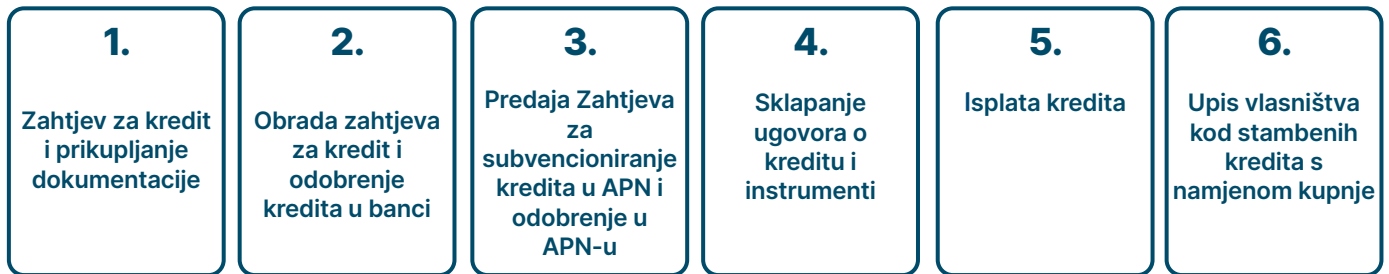 1.
Zahtjev za kredit
i prikupljanje
dokumentacije
2.
Obrada zahtjeva
za kredit i
odobrenje
kredita u banci
3.
Predaja Zahtjeva
za
subvencioniranje
kredita u APN i
odobrenje u
APN-u
4.
Sklapanje
ugovora o
kreditu i
instrumenti
5.
Isplata kredita
6.
Upis vlasništva
kod stambenih
kredita s
namjenom kupnje